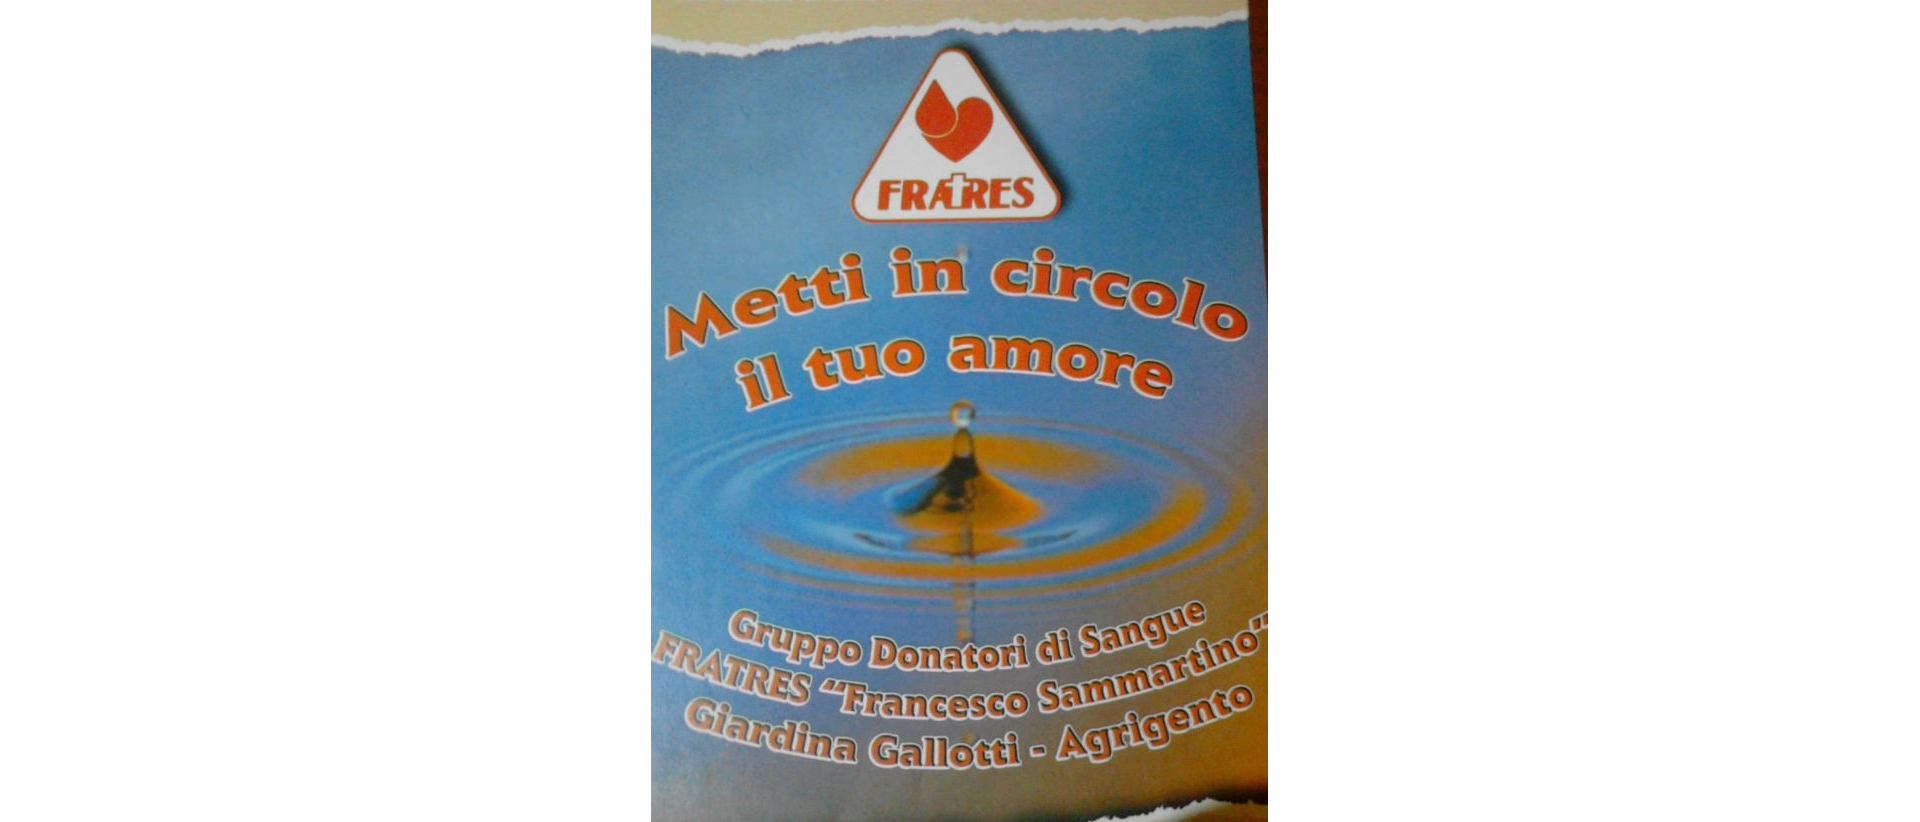 FRATRES
Metti in circolo
il tuo amore
Gruppo Donatori di Sangue
FRATRES "Francesco Sammartino"
Giardina Gallotti - Agrigento